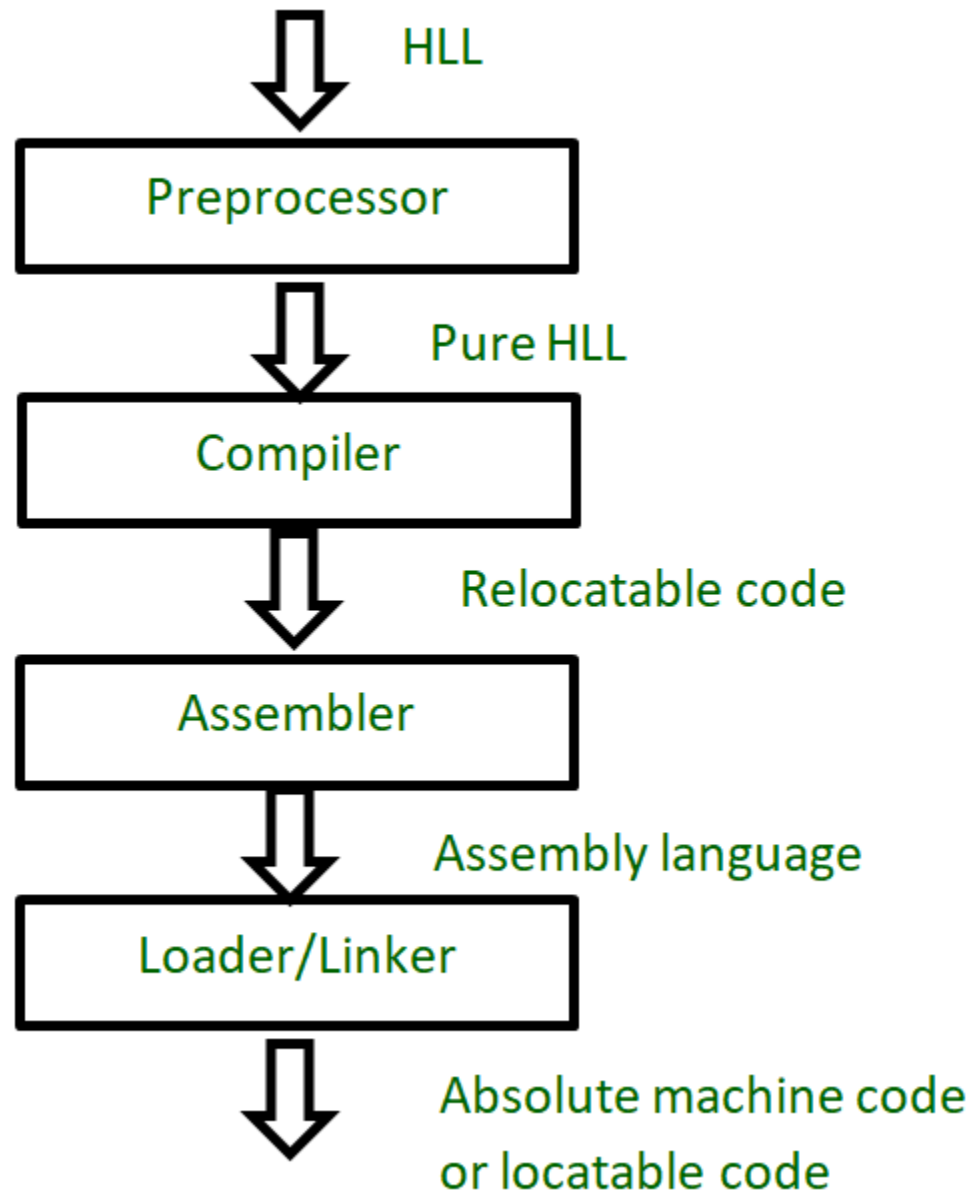 HLL
Preprocessor
Pure HLL
Compiler
Relocatable code
Assembler
Assembly language
Loader/Linker
Absolute machine code
or locatable code